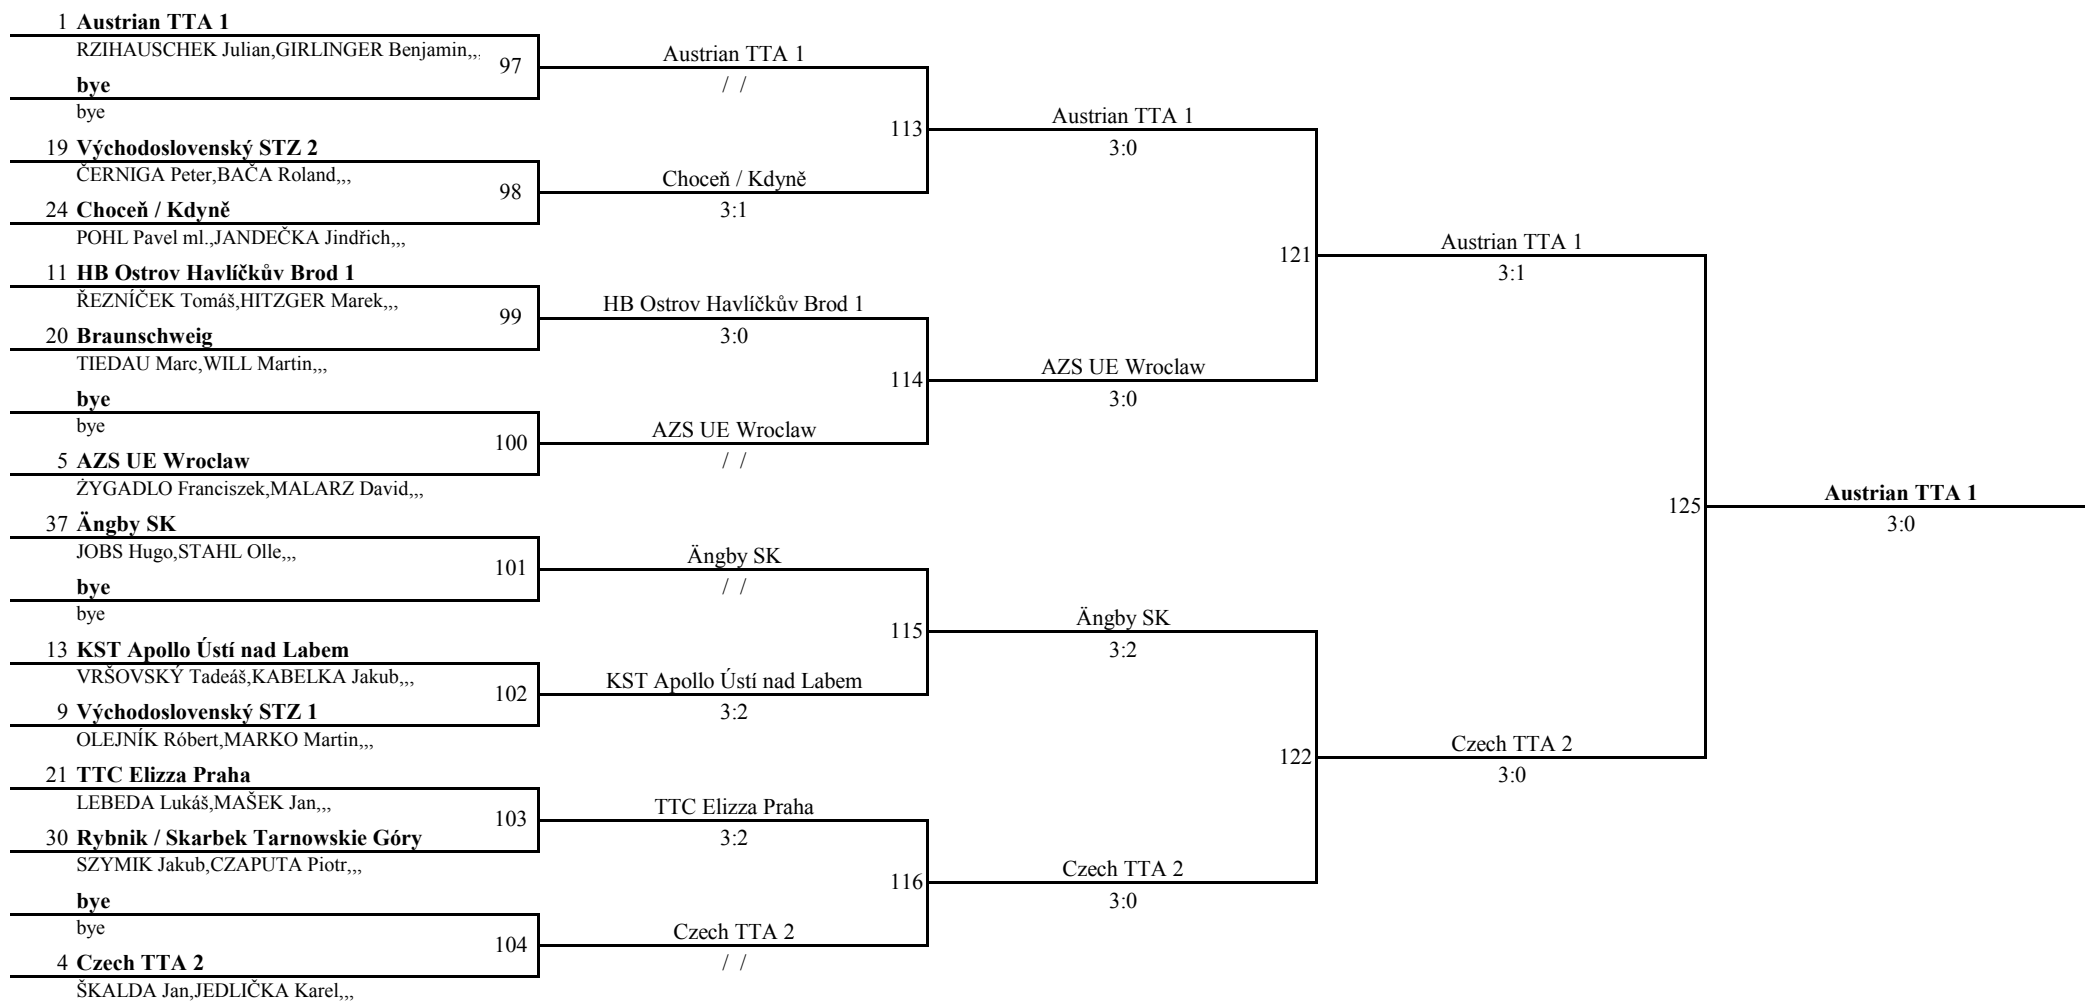 1 Austrian TTA 1
RZIHAUSCHEK Julian,GIRLINGER Benjamin,,,
97
bye
bye
Austrian TTA 1
/ /
19 Východoslovenský STZ 2
ČERNIGA Peter,BAČA Roland,,,
98
24 Choceň / Kdyně
POHL Pavel ml.,JANDEČKA Jindřich,,,
Choceň / Kdyně
3:1
113
Austrian TTA 1
3:0
11 HB Ostrov Havlíčkův Brod 1
ŘEZNÍČEK Tomáš,HITZGER Marek,,,
99
20 Braunschweig
TIEDAU Marc,WILL Martin,,,
HB Ostrov Havlíčkův Brod 1
3:0
bye
bye
100
5 AZS UE Wroclaw
ŻYGADLO Franciszek,MALARZ David,,,
AZS UE Wroclaw
/ /
114
AZS UE Wroclaw
3:0
121
Austrian TTA 1
3:1
37 Ängby SK
JOBS Hugo,STAHL Olle,,,
101
bye
bye
Ängby SK
/ /
13 KST Apollo Ústí nad Labem
VRŠOVSKÝ Tadeáš,KABELKA Jakub,,,
102
9 Východoslovenský STZ 1
OLEJNÍK Róbert,MARKO Martin,,,
KST Apollo Ústí nad Labem
3:2
115
Ängby SK
3:2
21 TTC Elizza Praha
LEBEDA Lukáš,MAŠEK Jan,,,
103
30 Rybnik / Skarbek Tarnowskie Góry
SZYMIK Jakub,CZAPUTA Piotr,,,
TTC Elizza Praha
3:2
bye
bye
104
4 Czech TTA 2
ŠKALDA Jan,JEDLIČKA Karel,,,
Czech TTA 2
/ /
116
Czech TTA 2
3:0
122
Czech TTA 2
3:0
125
Austrian TTA 1
3:0